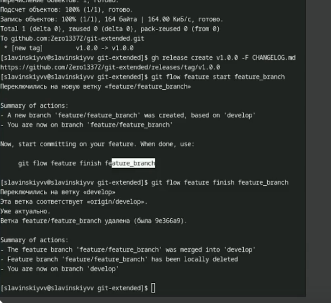 Перечисление объектов: 1, готово.
Подсчет объектов: 100% (1/1), готово.
Запись объектов: 100% (1/1), 164 байта | 164.00 КиБ/с, готово.
Total 1 (delta 0), reused 0 (delta 0), pack-reused 0 (from 0)
To github.com:Zero13372/git-extended.git
 * [new tag]         v1.0.0 -> v1.0.0
[slavinskiyvv@slavinskiyvv git-extended]$ gh release create v1.0.0 -F CHANGELOG.md
https://github.com/Zero13372/git-extended/releases/tag/v1.0.0
[slavinskiyvv@slavinskiyvv git-extended]$ git flow feature start feature_branch
Переключились на новую ветку «feature/feature_branch»
Summary of actions:
- A new branch 'feature/feature_branch' was created, based on 'develop'
- You are now on branch 'feature/feature_branch'
Now, start committing on your feature. When done, use:
git flow feature finish feature_branch
[slavinskiyvv@slavinskiyvv git-extended]$ git flow feature finish feature_branch
Переключились на ветку «develop»
Эта ветка соответствует «origin/develop».
Уже актуально.
Ветка feature/feature_branch удалена (была 9e366a9).
Summary of actions:
- The feature branch 'feature/feature_branch' was merged into 'develop'
- Feature branch 'feature/feature_branch' has been locally deleted
- You are now on branch 'develop'
[slavinskiyvv@slavinskiyvv git-extended]$